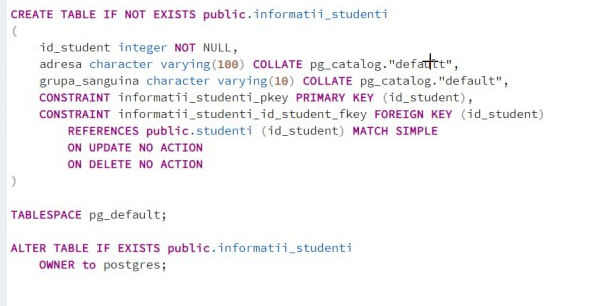 CREATE TABLE IF NOT EXISTS public.informatii_studenti
(
    id_student integer NOT NULL,
    adresa character varying(100) COLLATE pg_catalog."default",
    grupa_sanguina character varying(10) COLLATE pg_catalog."default",
    CONSTRAINT informatii_studenti_pkey PRIMARY KEY (id_student),
    CONSTRAINT informatii_studenti_id_student_fkey FOREIGN KEY (id_student)
        REFERENCES public.studenti (id_student) MATCH SIMPLE
        ON UPDATE NO ACTION
        ON DELETE NO ACTION
)
TABLESPACE pg_default;
ALTER TABLE IF EXISTS public.informatii_studenti
    OWNER to postgres;